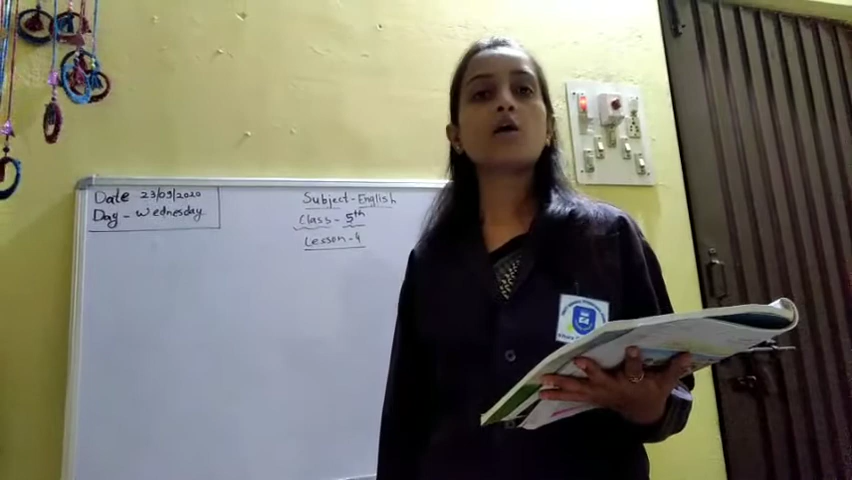 Date 23/09/2020
Day - Wednesday
Subject - English
Class - 5th
Lesson - 4